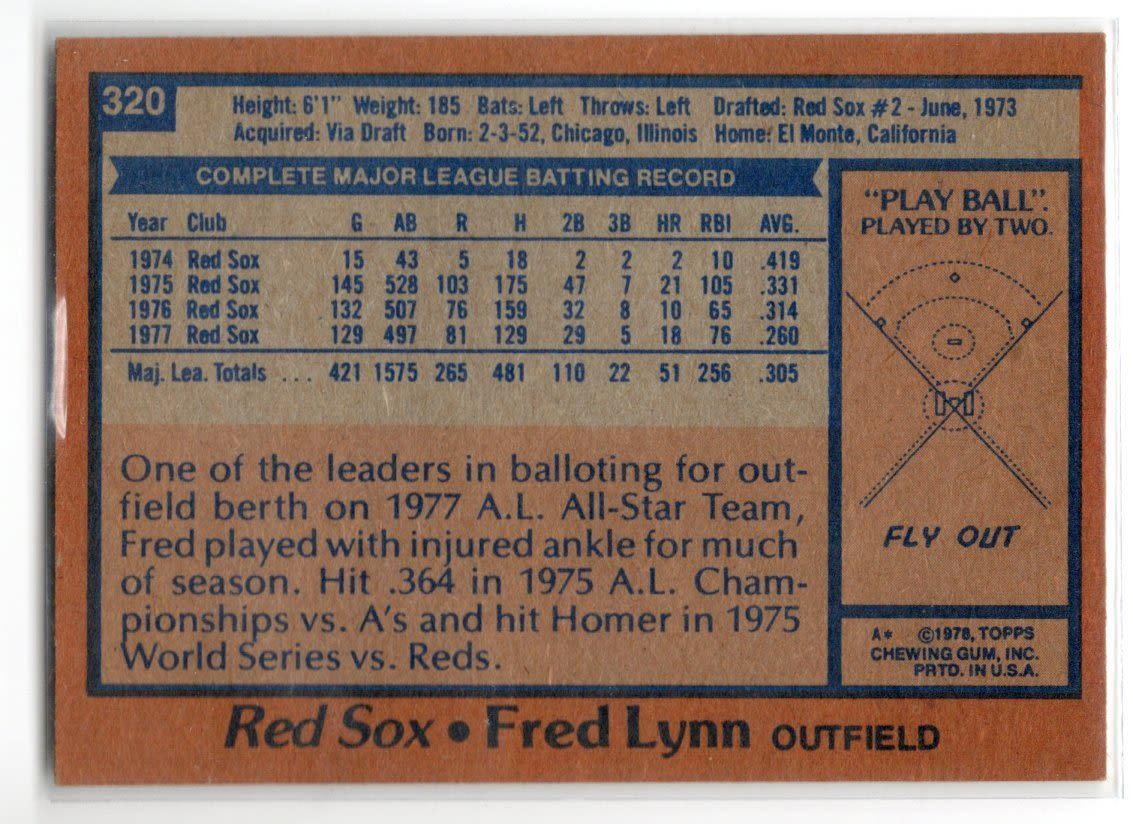 320
Height: 6'1" Weight: 185 Bats: Left Throws: Left Drafted: Red Sox #2 - June, 1973
Acquired: Via Draft Born: 2-3-52, Chicago, Illinois Home: El Monte, California
COMPLETE MAJOR LEAGUE BATTING RECORD
Year Club G AB R H 2B 3B HR RBI AVG.
1974 Red Sox 15 43 5 18 2 2 2 10 .419
1975 Red Sox 145 528 103 175 47 7 21 105 .331
1976 Red Sox 132 507 76 159 32 8 10 65 .314
1977 Red Sox 129 497 81 129 29 5 18 76 .260
Maj. Lea. Totals ... 421 1575 265 481 110 22 51 256 .305
One of the leaders in balloting for out-
field berth on 1977 A.L. All-Star Team,
Fred played with injured ankle for much
of season. Hit .364 in 1975 A.L. Cham-
pionships vs. A's and hit Homer in 1975
World Series vs. Reds.
"PLAY BALL".
PLAYED BY TWO.
FLY OUT
A* ©1978, TOPPS
CHEWING GUM, INC.
PRTD. IN U.S.A.
Red Sox • Fred Lynn OUTFIELD